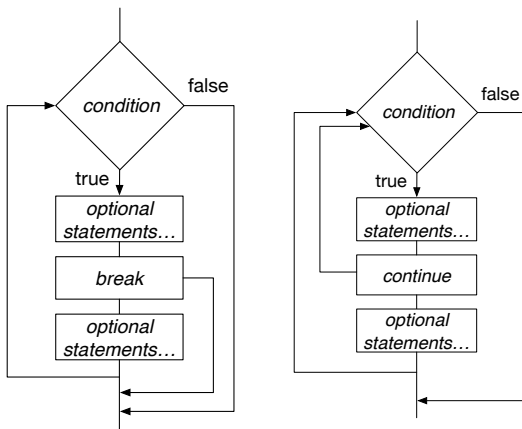 condition
false
true
optional
statements…
break
optional
statements…
condition
false
true
optional
statements…
continue
optional
statements…